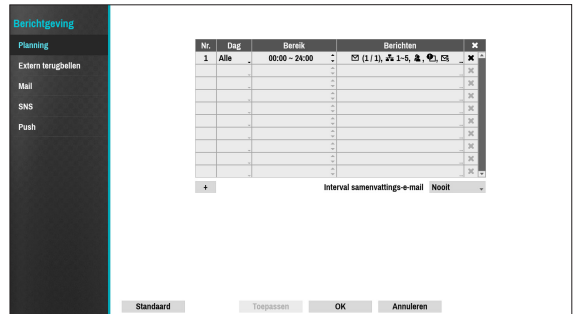 Berichtgeving
Planning
Extern terugbellen
Mail
SNS
Push
Nr. Dag Bereik Berichten
1 Alle 00:00 ~ 24:00 (1 / 1), 1~5, , ,
+ Interval samenvattings-e-mail Nooit
Standaard Toepassen OK Annuleren